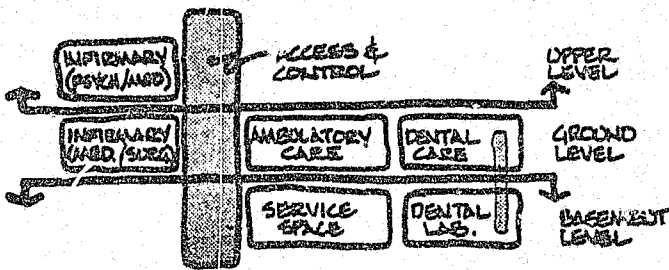 INFIRMARY
(PSYCH/MED)
ACCESS &
CONTROL
UPPER
LEVEL
INFIRMARY
(MED./SURG)
AMBULATORY
CARE
DENTAL
CARE
GROUND
LEVEL
SERVICE
SPACE
DENTAL
LAB.
BASEMENT
LEVEL